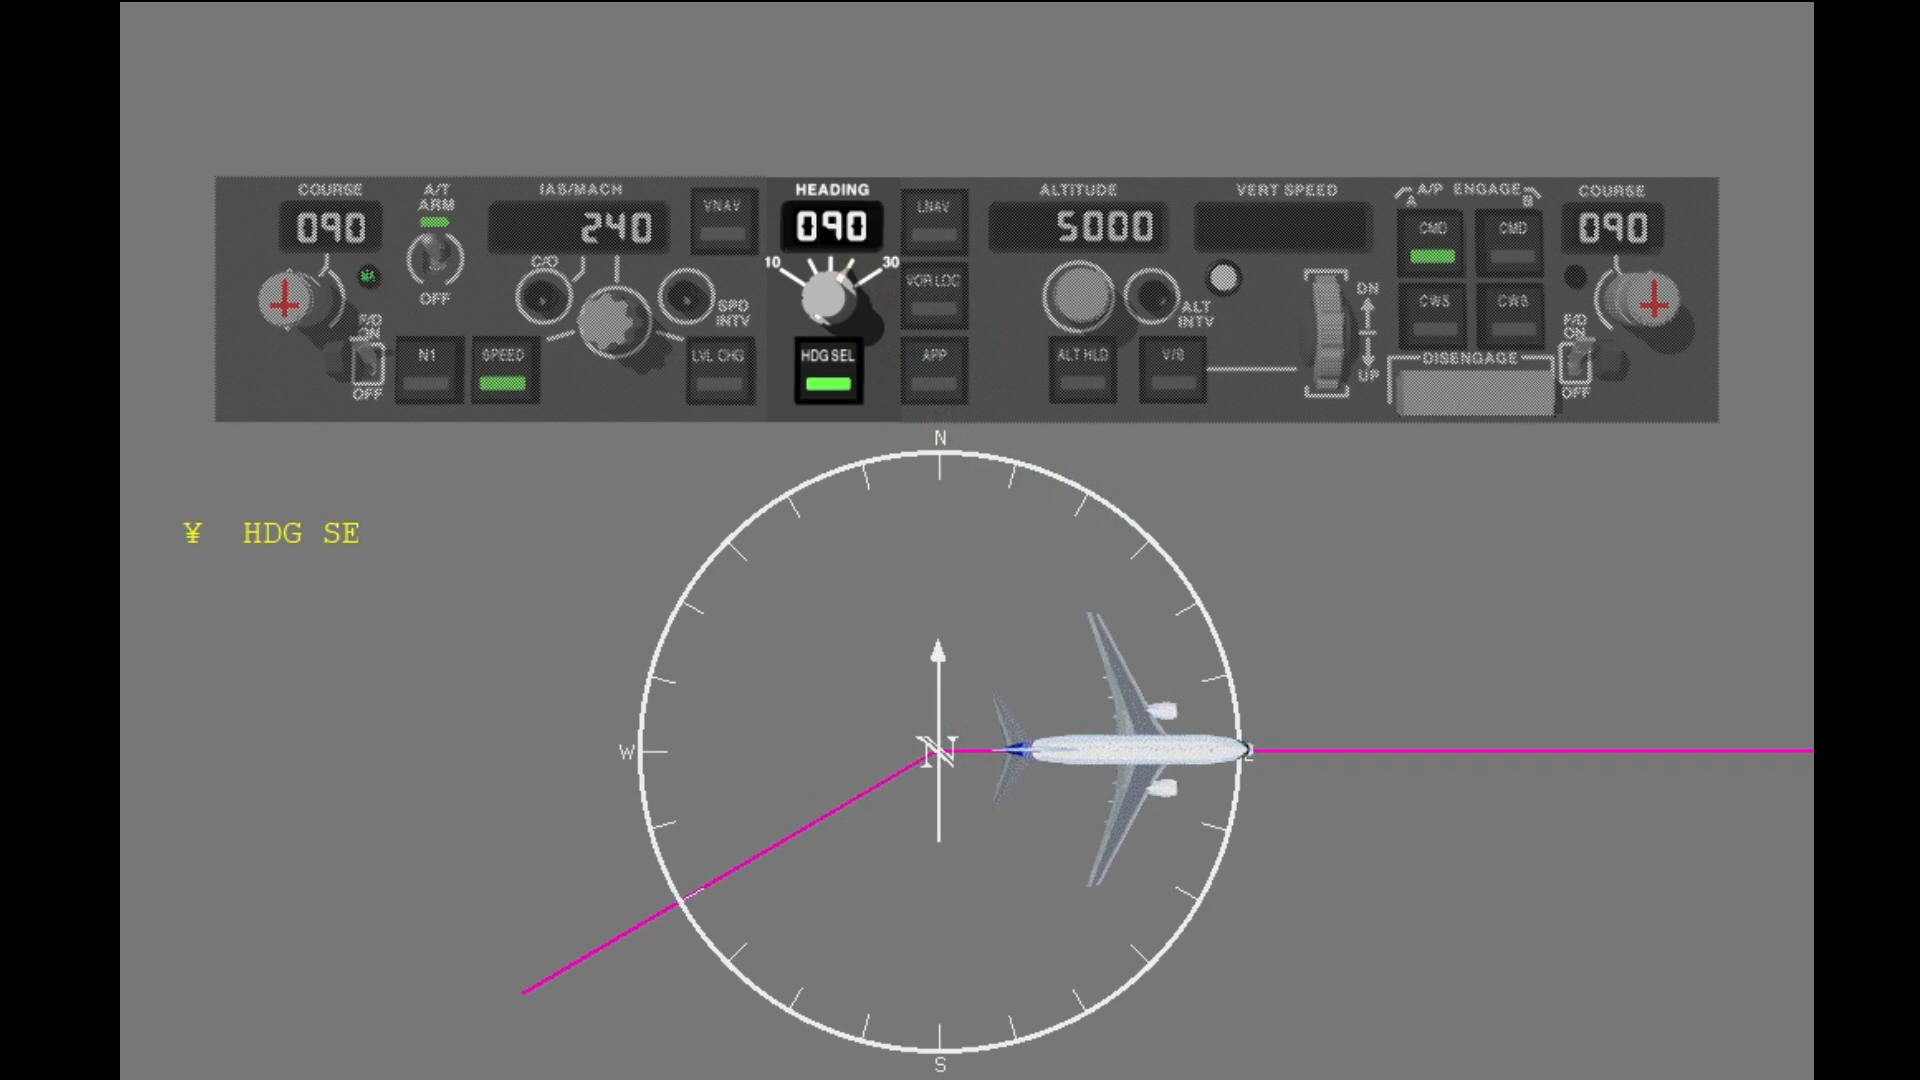 COURSE
090
A/T
ARM
OFF
IAS/MACH
240
C/O
SPD
INTV
VNAV
HEADING
090
10
30
HDG SEL
LNAV
VOR LOC
APP
ALTITUDE
5000
ALT
INTV
VERT SPEED
DN
UP
A/P ENGAGE
A
B
CMD
CMD
CWS
CWS
DISENGAGE
COURSE
090
F/D
ON
OFF
N1
SPEED
LVL CHG
ALT HLD
V/S
F/D
ON
OFF
N
¥ HDG SE
W
N
S